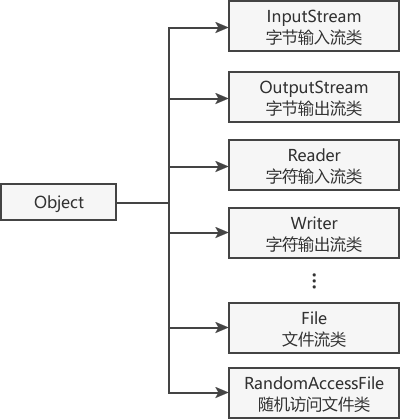 InputStream
字节输入流类
OutputStream
字节输出流类
Reader
字符输入流类
Object
Writer
字符输出流类
⋮
File
文件流类
RandomAccessFile
随机访问文件类